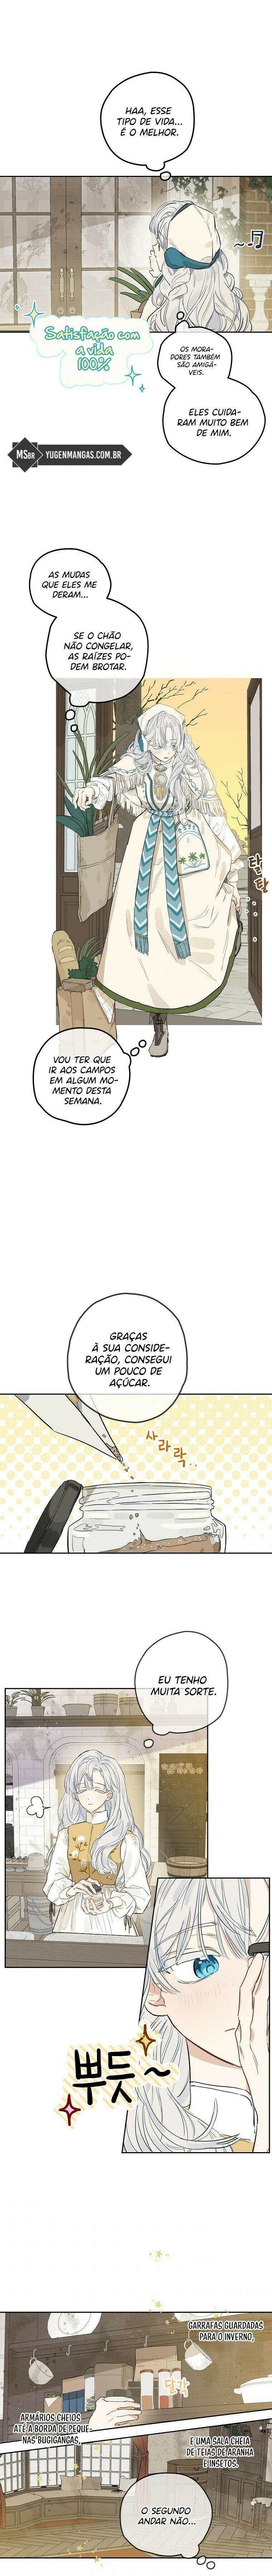 HAA, ESSE
TIPO DE VIDA...
É O MELHOR.
Satisfação com
a vida
100%
OS MORA-
DORES TAMBÉM
SÃO AMIGÁ-
VEIS.
ELES CUIDA-
RAM MUITO BEM
DE MIM.
MSBR YUGENMANGAS.COM.BR
AS MUDAS
QUE ELES ME
DERAM...
SE O CHÃO
NÃO CONGELAR,
AS RAÍZES PO-
DEM BROTAR.
탈
탄
VOU TER QUE
IR AOS CAMPOS
EM ALGUM MO-
MENTO DESTA
SEMANA.
GRAÇAS
À SUA CONSIDE-
RAÇÃO, CONSEGUI
UM POUCO DE
AÇÚCAR.
사
라
락..
EU TENHO
MUITA SORTE.
뿌듯~
GARRAFAS GUARDADAS
PARA O INVERNO,
달각
ARMÁRIOS CHEIOS
ATÉ A BORDA DE PEQUE-
NAS BUGIGANGAS,
E UMA SALA CHEIA
DE TEIAS DE ARANHA
E INSETOS.
O SEGUNDO
ANDAR NÃO...